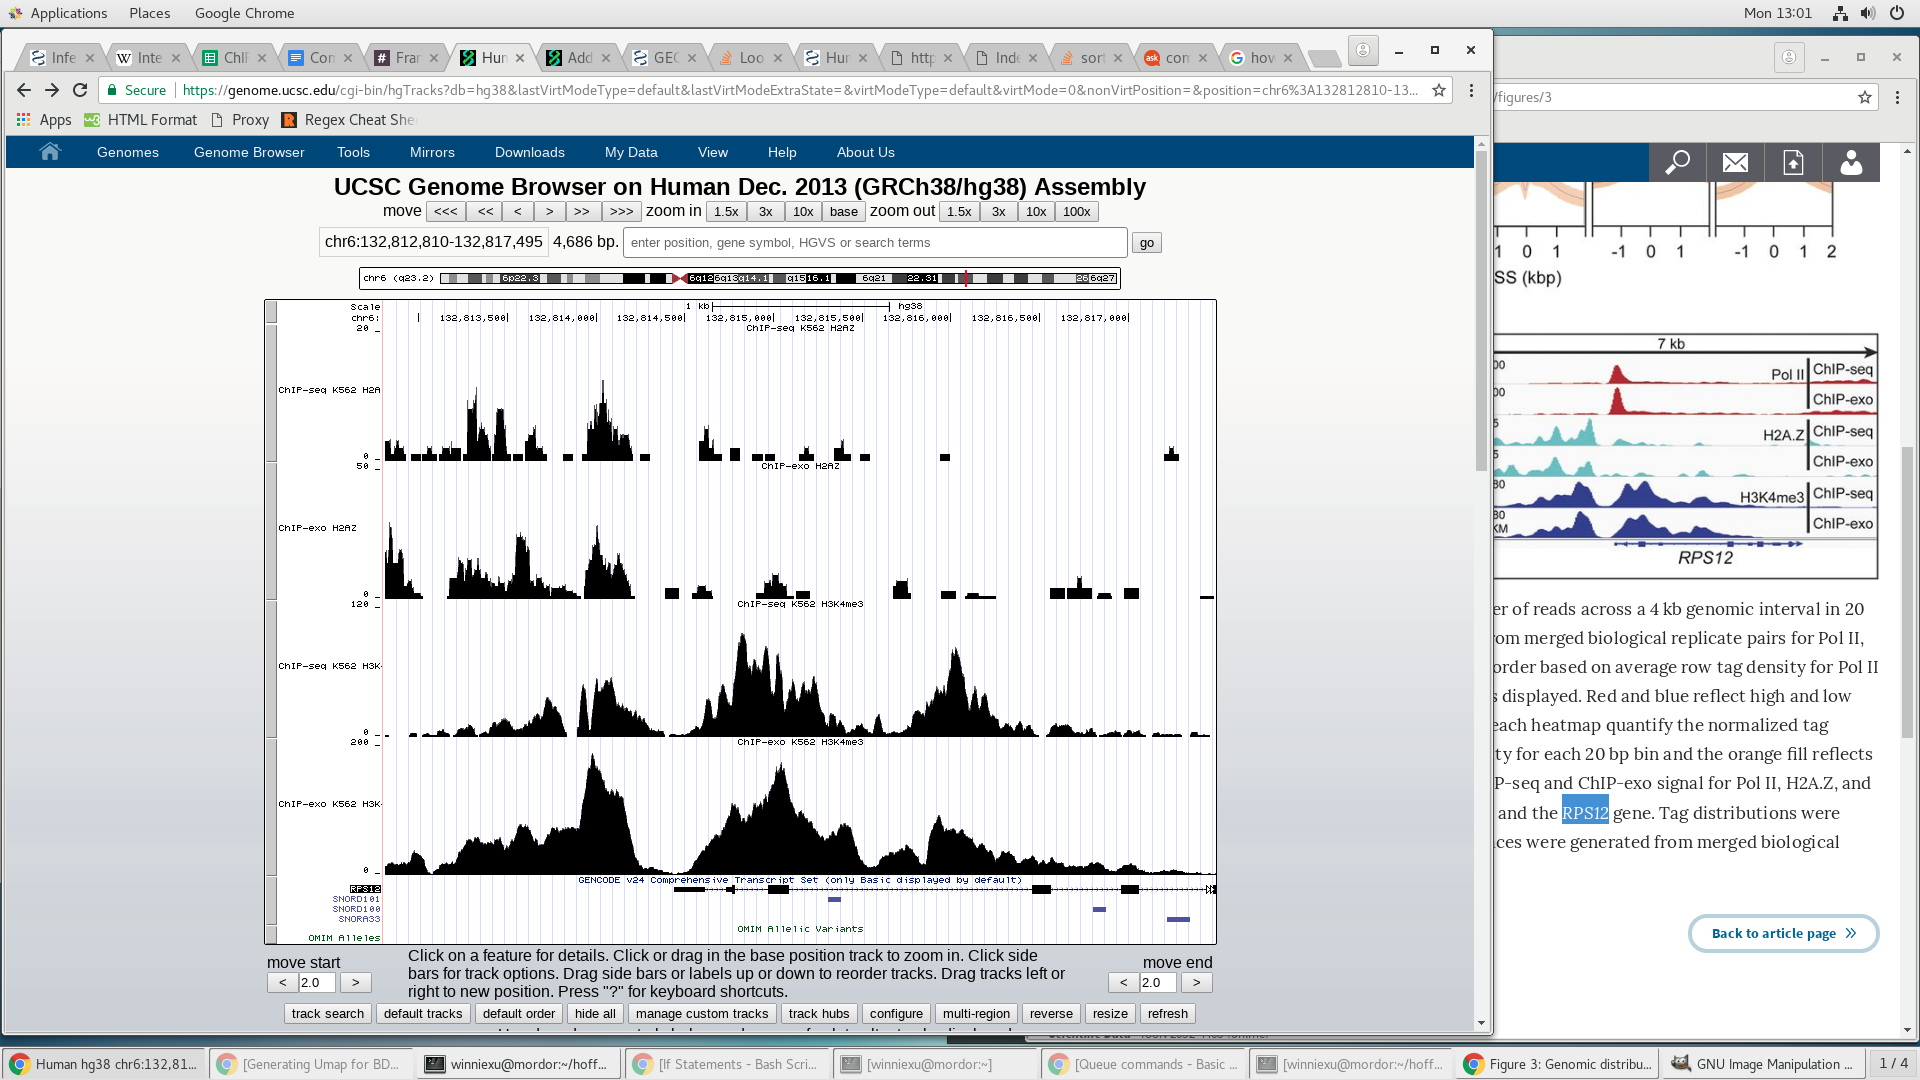 Applications Places Google Chrome Mon 13:01
Infe Inte ChIF Con Fran Hun Add GEO Loo Hur http Inde sort con hov
Secure https://genome.ucsc.edu/cgi-bin/hgTracks?db=hg38&lastVirtModeType=default&lastVirtModeExtraState=&virtModeType=default&virtMode=0&nonVirtPosition=&position=chr6%3A132812810-13...
Apps HTML Format Proxy Regex Cheat She
Genomes Genome Browser Tools Mirrors Downloads My Data View Help About Us
UCSC Genome Browser on Human Dec. 2013 (GRCh38/hg38) Assembly
move <<< << < > >> >>> zoom in 1.5x 3x 10x base zoom out 1.5x 3x 10x 100x
chr6:132,812,810-132,817,495 4,686 bp. enter position, gene symbol, HGVS or search terms go
chr6 (q23.2) 6p22.3 6q12 6q13 q14.1 q15 16.1 6q21 22.31 26 6q27
Scale 1 kb hg38
chr6: 132,813,500 132,814,000 132,814,500 132,815,000 132,815,500 132,816,000 132,816,500 132,817,000
ChIP-seq K562 H2AZ
20 _
ChIP-seq K562 H2A
0 _
ChIP-exo H2AZ
50 _
ChIP-exo H2AZ
0 _
ChIP-seq K562 H3K4me3
120 _
ChIP-seq K562 H3K
0 _
ChIP-exo K562 H3K4me3
200 _
ChIP-exo K562 H3K
0 _
GENCODE v24 Comprehensive Transcript Set (only Basic displayed by default)
RPS12
SNORD101
SNORD100
SNORA33
OMIM Allelic Variants
OMIM Alleles
move start
< 2.0 >
Click on a feature for details. Click or drag in the base position track to zoom in. Click side
bars for track options. Drag side bars or labels up or down to reorder tracks. Drag tracks left or
right to new position. Press "?" for keyboard shortcuts.
move end
< 2.0 >
track search default tracks default order hide all manage custom tracks track hubs configure multi-region reverse resize refresh
/figures/3
-1 0 1 -1 0 1 -1 0 1 2
SS (kbp)
7 kb
00 Pol II ChIP-seq
00 ChIP-exo
5 H2A.Z ChIP-seq
5 ChIP-exo
80 H3K4me3 ChIP-seq
80 ChIP-exo
KM
RPS12
er of reads across a 4 kb genomic interval in 20
om merged biological replicate pairs for Pol II,
order based on average row tag density for Pol II
s displayed. Red and blue reflect high and low
each heatmap quantify the normalized tag
ty for each 20 bp bin and the orange fill reflects
P-seq and ChIP-exo signal for Pol II, H2A.Z, and
and the RPS12 gene. Tag distributions were
ces were generated from merged biological
Back to article page
Human hg38 chr6:132,81... [Generating Umap for BD... winniexu@mordor:~/hoff... [If Statements - Bash Scri... [winniexu@mordor:~] [Queue commands - Basic ... [winniexu@mordor:~/hoff... Figure 3: Genomic distribu... GNU Image Manipulation ... 1 / 4